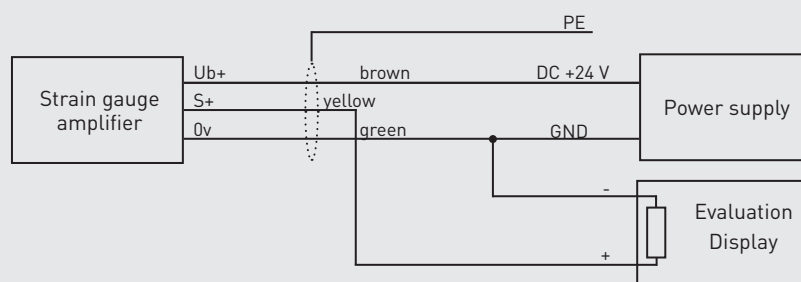 PE
Ub+ brown DC +24 V
S+ yellow
0v green GND
Strain gauge
amplifier
Power supply
-
+
Evaluation
Display